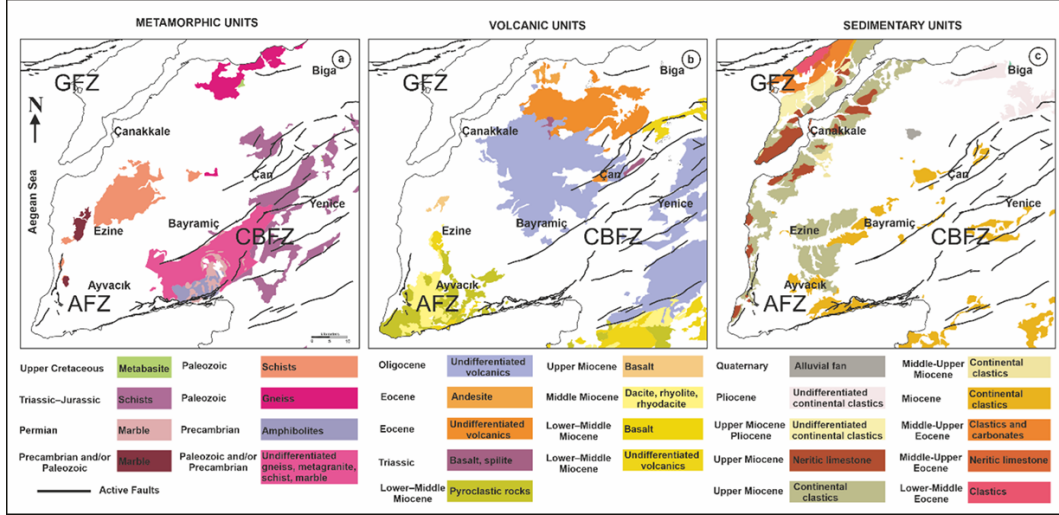 METAMORPHIC UNITS
VOLCANIC UNITS
SEDIMENTARY UNITS
a
GFZ
Biga
N
Çanakkale
Aegean Sea
Çan
Yenice
Bayramiç
Ezine
CBFZ
Ayvacık
AFZ
b
Biga
Çanakkale
Çan
Yenice
Bayramiç
Ezine
CBFZ
Ayvacık
AFZ
c
GFZ
Biga
Çanakkale
Çan
Yenice
Bayramiç
Ezine
CBFZ
Ayvacık
AFZ
Upper Cretaceous
Metabasite
Triassic–Jurassic
Schists
Permian
Marble
Precambrian and/or
Paleozoic
Marble
Active Faults
Paleozoic
Schists
Paleozoic
Gneiss
Precambrian
Amphibolites
Paleozoic and/or
Precambrian
Undifferentiated
gneiss, metagranite,
schist, marble
Oligocene
Undifferentiated
volcanics
Eocene
Andesite
Eocene
Undifferentiated
volcanics
Triassic
Basalt, spilite
Lower–Middle
Miocene
Pyroclastic rocks
Upper Miocene
Basalt
Middle Miocene
Dacite, rhyolite,
rhyodacite
Lower–Middle
Miocene
Basalt
Lower–Middle
Miocene
Undifferentiated
volcanics
Quaternary
Alluvial fan
Pliocene
Undifferentiated
continental clastics
Upper Miocene
Pliocene
Undifferentiated
continental clastics
Upper Miocene
Neritic limestone
Upper Miocene
Continental
clastics
Middle-Upper
Miocene
Continental
clastics
Miocene
Continental
clastics
Middle-Upper
Eocene
Clastics and
carbonates
Middle-Upper
Eocene
Neritic limestone
Lower-Middle
Eocene
Clastics